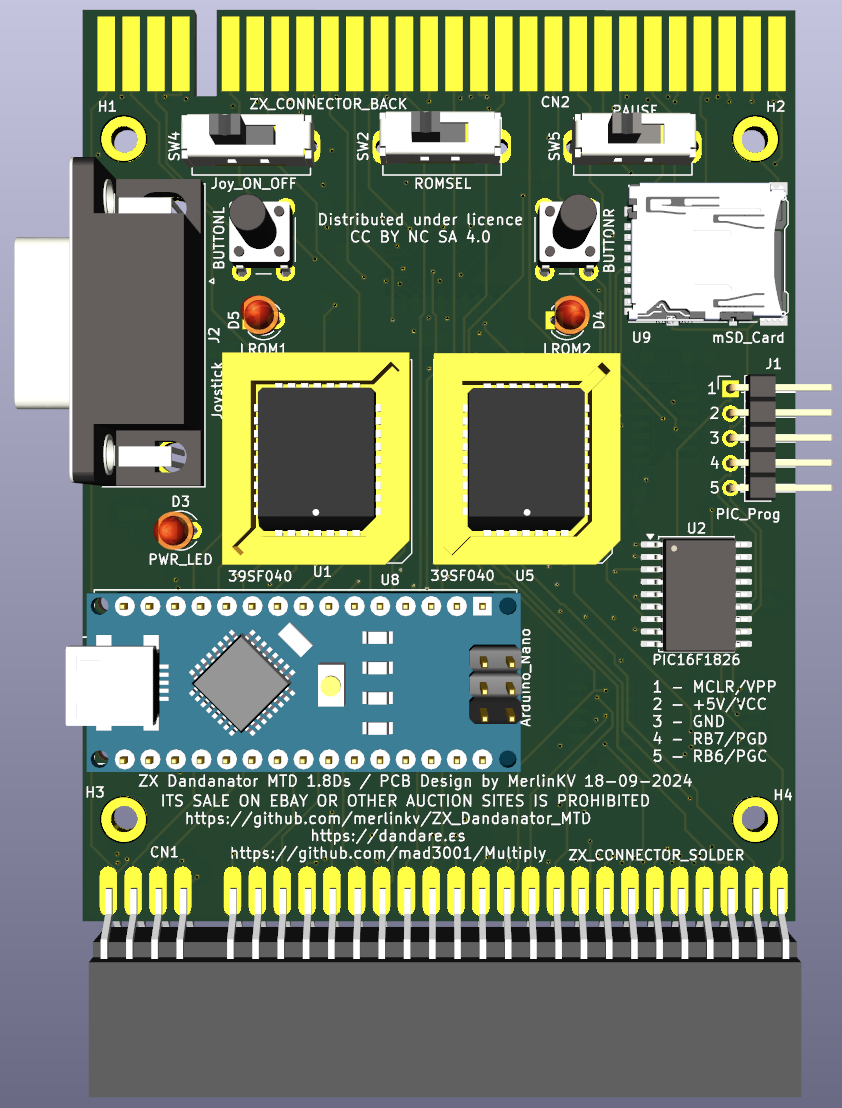 H1
ZX_CONNECTOR_BACK
CN2
PAUSE
H2
SW4
SW2
SW5
Joy_ON_OFF
ROMSEL
BUTTONL
Distributed under licence
CC BY NC SA 4.0
BUTTONR
D5
D4
LROM1
LROM2
J2
Joystick
U9
mSD_Card
J1
1
2
3
4
5
PIC_Prog
D3
PWR_LED
39SF040
U1
U8
39SF040
U5
U2
PIC16F1826
Arduino_Nano
1 - MCLR/VPP
2 - +5V/VCC
3 - GND
4 - RB7/PGD
5 - RB6/PGC
ZX Dandanator MTD 1.8Ds / PCB Design by MerlinKV 18-09-2024
ITS SALE ON EBAY OR OTHER AUCTION SITES IS PROHIBITED
https://github.com/merlinkv/ZX_Dandanator_MTD
https://dandare.es
https://github.com/mad3001/Multiply
H3
H4
CN1
ZX_CONNECTOR_SOLDER